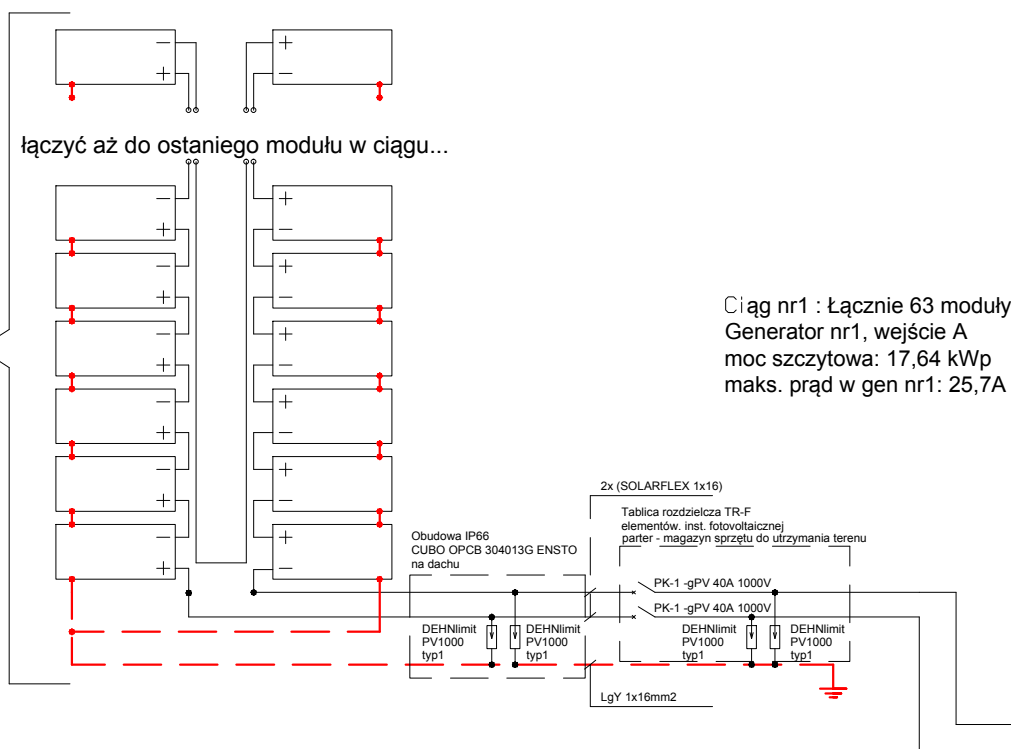 − +
+ −
łączyć aż do ostaniego modułu w ciągu...
− +
+ −
− +
+ −
− +
+ −
− +
+ −
− +
+ −
− +
+ −
Ciąg nr1 : Łącznie 63 moduły
Generator nr1, wejście A
moc szczytowa: 17,64 kWp
maks. prąd w gen nr1: 25,7A
2x (SOLARFLEX 1x16)
Tablica rozdzielcza TR-F
elementów. inst. fotovoltaicznej
parter - magazyn sprzętu do utrzymania terenu
Obudowa IP66
CUBO OPCB 304013G ENSTO
na dachu
PK-1 -gPV 40A 1000V
PK-1 -gPV 40A 1000V
DEHNlimit
PV1000
typ1
DEHNlimit
PV1000
typ1
DEHNlimit
PV1000
typ1
DEHNlimit
PV1000
typ1
LgY 1x16mm2